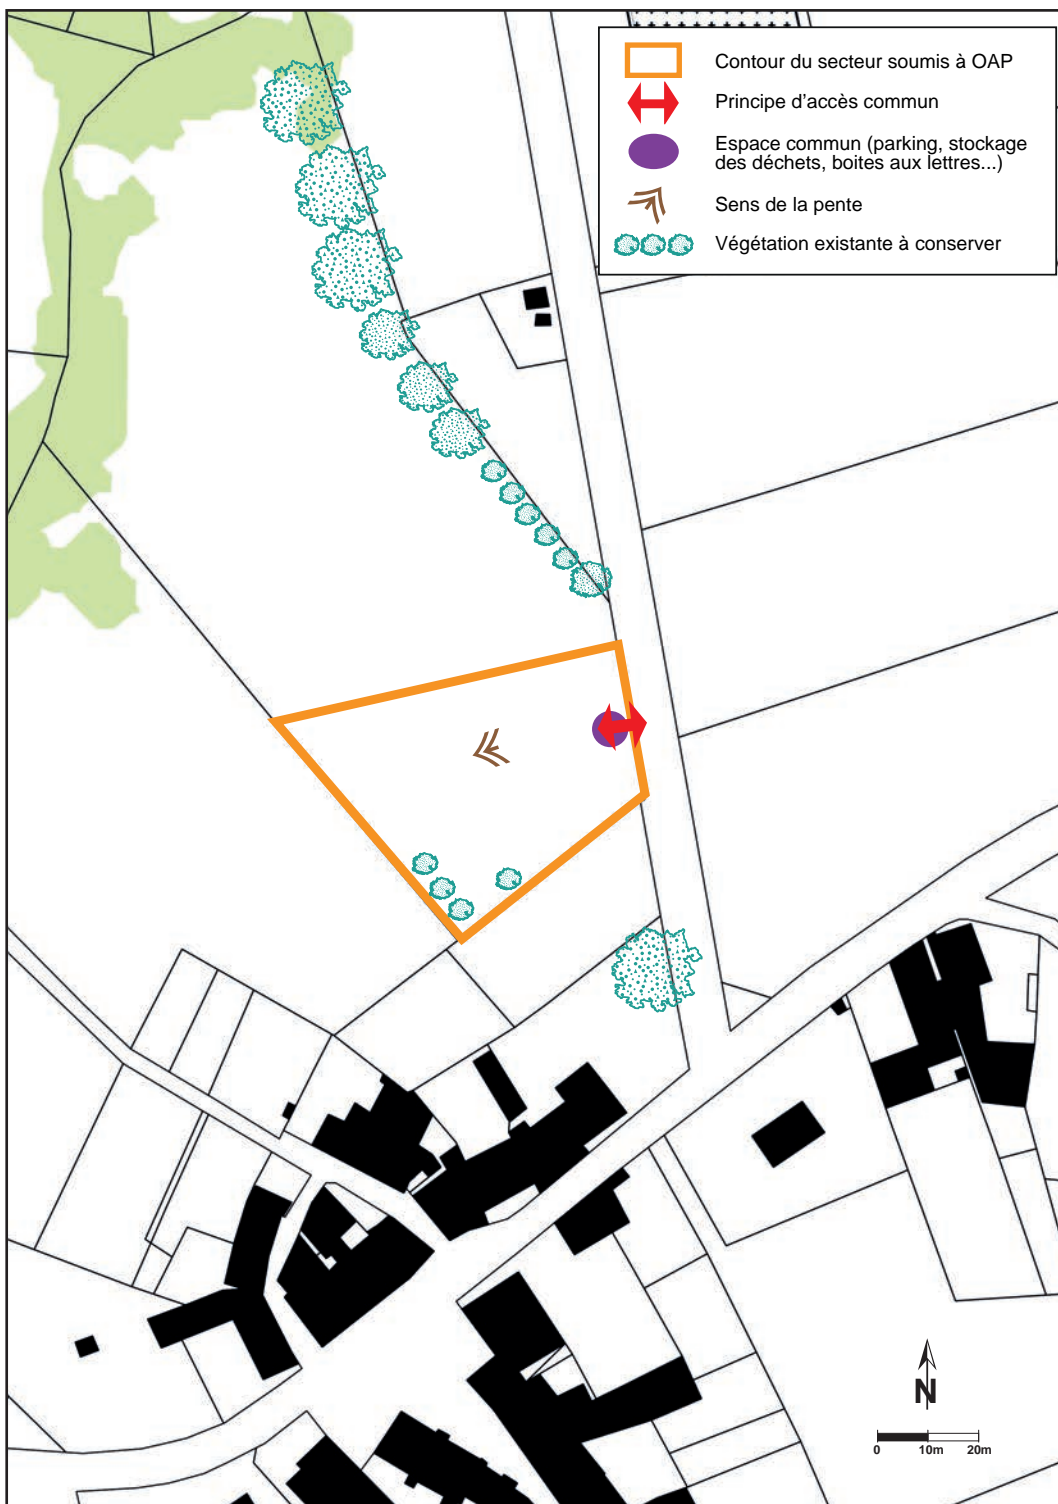 Contour du secteur soumis à OAP
Principe d'accès commun
Espace commun (parking, stockage
des déchets, boites aux lettres...)
Sens de la pente
Végétation existante à conserver
N
0 10m 20m